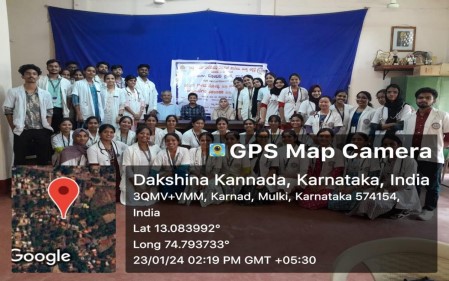 GPS Map Camera
Dakshina Kannada, Karnataka, India
3QMV+VMM, Karnad, Mulki, Karnataka 574154,
India
Lat 13.083992°
Long 74.793733°
23/01/24 02:19 PM GMT +05:30
Google